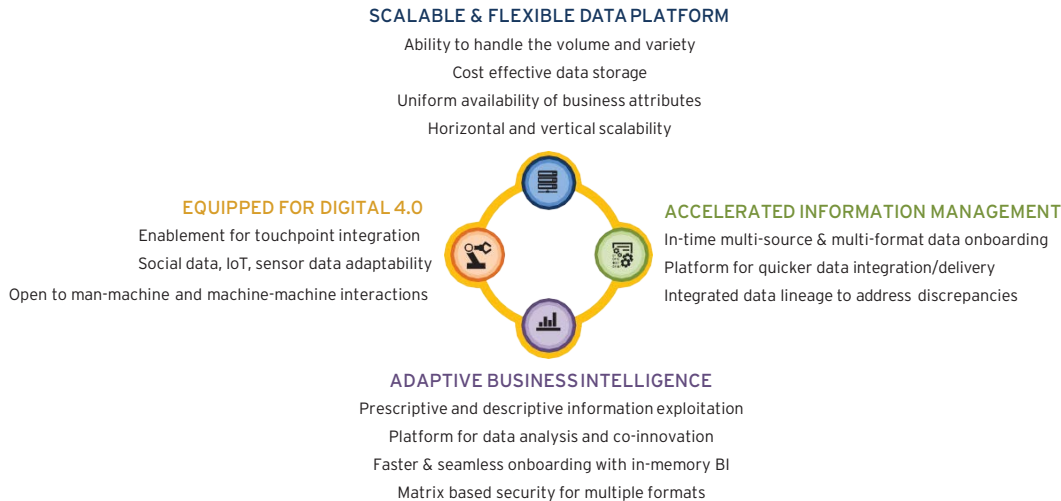 SCALABLE & FLEXIBLE DATA PLATFORM
Ability to handle the volume and variety
Cost effective data storage
Uniform availability of business attributes
Horizontal and vertical scalability
EQUIPPED FOR DIGITAL 4.0
Enablement for touchpoint integration
Social data, IoT, sensor data adaptability
Open to man-machine and machine-machine interactions
ACCELERATED INFORMATION MANAGEMENT
In-time multi-source & multi-format data onboarding
Platform for quicker data integration/delivery
Integrated data lineage to address discrepancies
ADAPTIVE BUSINESS INTELLIGENCE
Prescriptive and descriptive information exploitation
Platform for data analysis and co-innovation
Faster & seamless onboarding with in-memory BI
Matrix based security for multiple formats